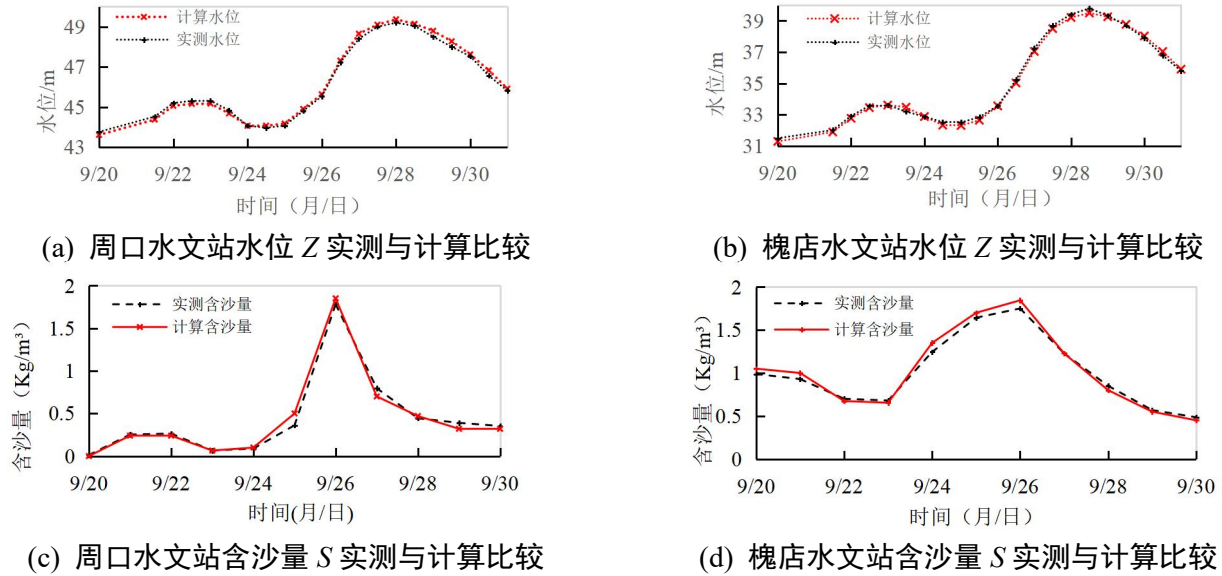 水位/m
49
47
45
43
计算水位
实测水位
9/20
9/22
9/24
9/26
9/28
9/30
时间（月/日）
(a) 周口水文站水位 Z 实测与计算比较
水位/m
39
37
35
33
31
计算水位
实测水位
9/20
9/22
9/24
9/26
9/28
9/30
时间（月/日）
(b) 槐店水文站水位 Z 实测与计算比较
含沙量（Kg/m³）
2
1.5
1
0.5
0
实测含沙量
计算含沙量
9/20
9/22
9/24
9/26
9/28
9/30
时间(月/日)
(c) 周口水文站含沙量 S 实测与计算比较
含沙量（Kg/m³）
2
1.5
1
0.5
0
实测含沙量
计算含沙量
9/20
9/22
9/24
9/26
9/28
9/30
时间（月/日）
(d) 槐店水文站含沙量 S 实测与计算比较